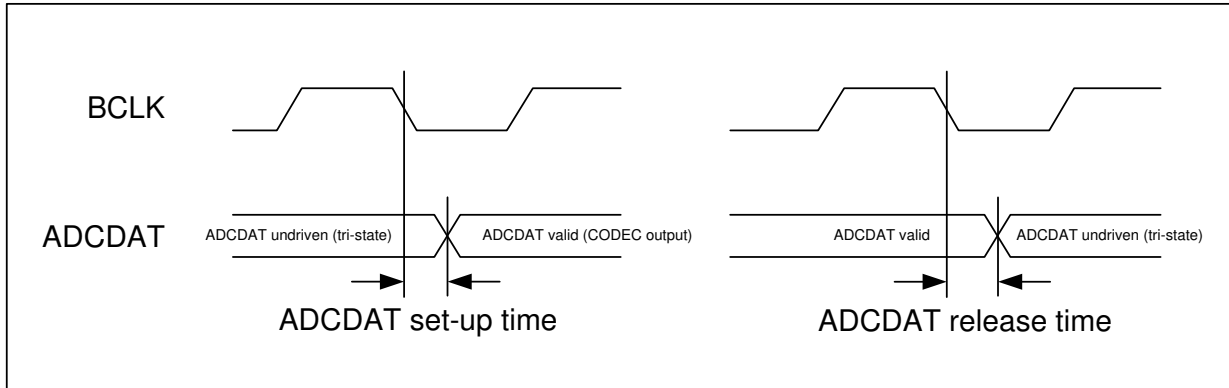 BCLK
ADCDAT
ADCDAT undriven (tri-state)
ADCDAT valid (CODEC output)
ADCDAT valid
ADCDAT undriven (tri-state)
ADCDAT set-up time
ADCDAT release time